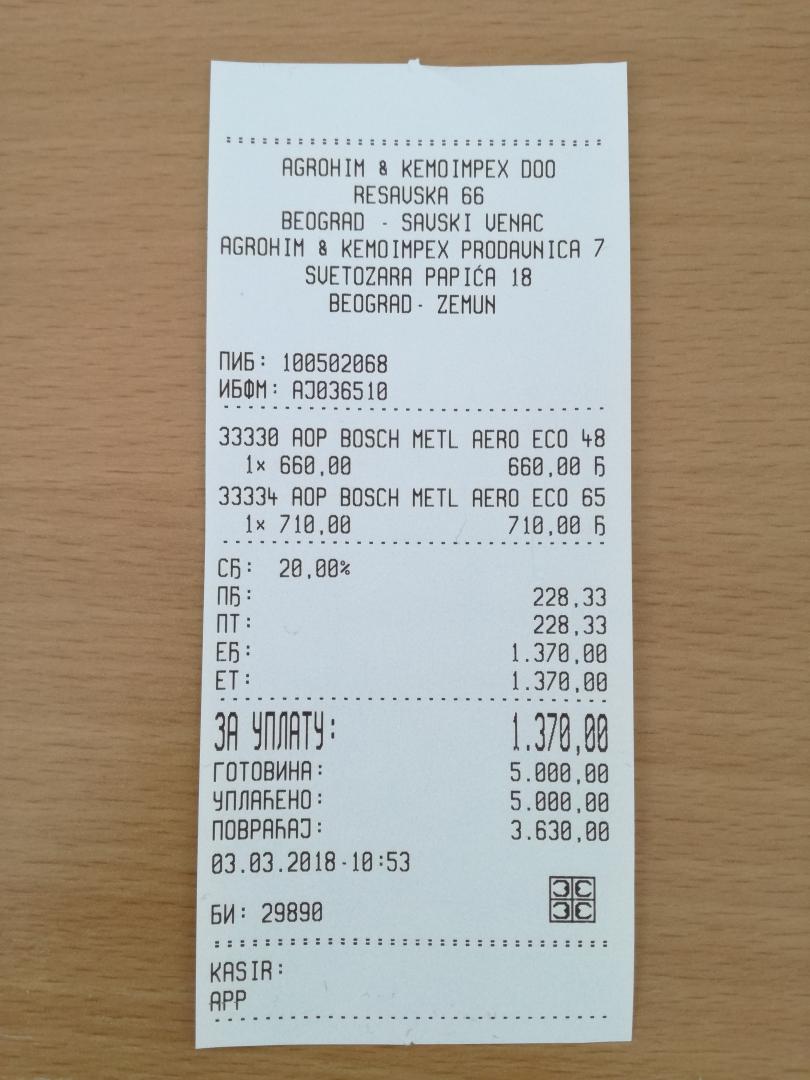 AGROHIM & KEMOIMPEX DOO
RESAVSKA 66
BEOGRAD - SAVSKI VENAC
AGROHIM & KEMOIMPEX PRODAVNICA 7
SVETOZARA PAPIĆA 18
BEOGRAD- ZEMUN
ПИБ: 100502068
ИБФМ: AJ036510
33330 AOP BOSCH METL AERO ECO 48
1x 660,00 660,00 Ђ
33334 AOP BOSCH METL AERO ECO 65
1x 710,00 710,00 Ђ
СЂ: 20,00%
ПЂ: 228,33
ПТ: 228,33
ЕЂ: 1.370,00
ЕТ: 1.370,00
ЗА УПЛАТУ: 1.370,00
ГОТОВИНА: 5.000,00
УПЛАЋЕНО: 5.000,00
ПОВРАЋАЈ: 3.630,00
03.03.2018-10:53
БИ: 29890
KASIR:
APP